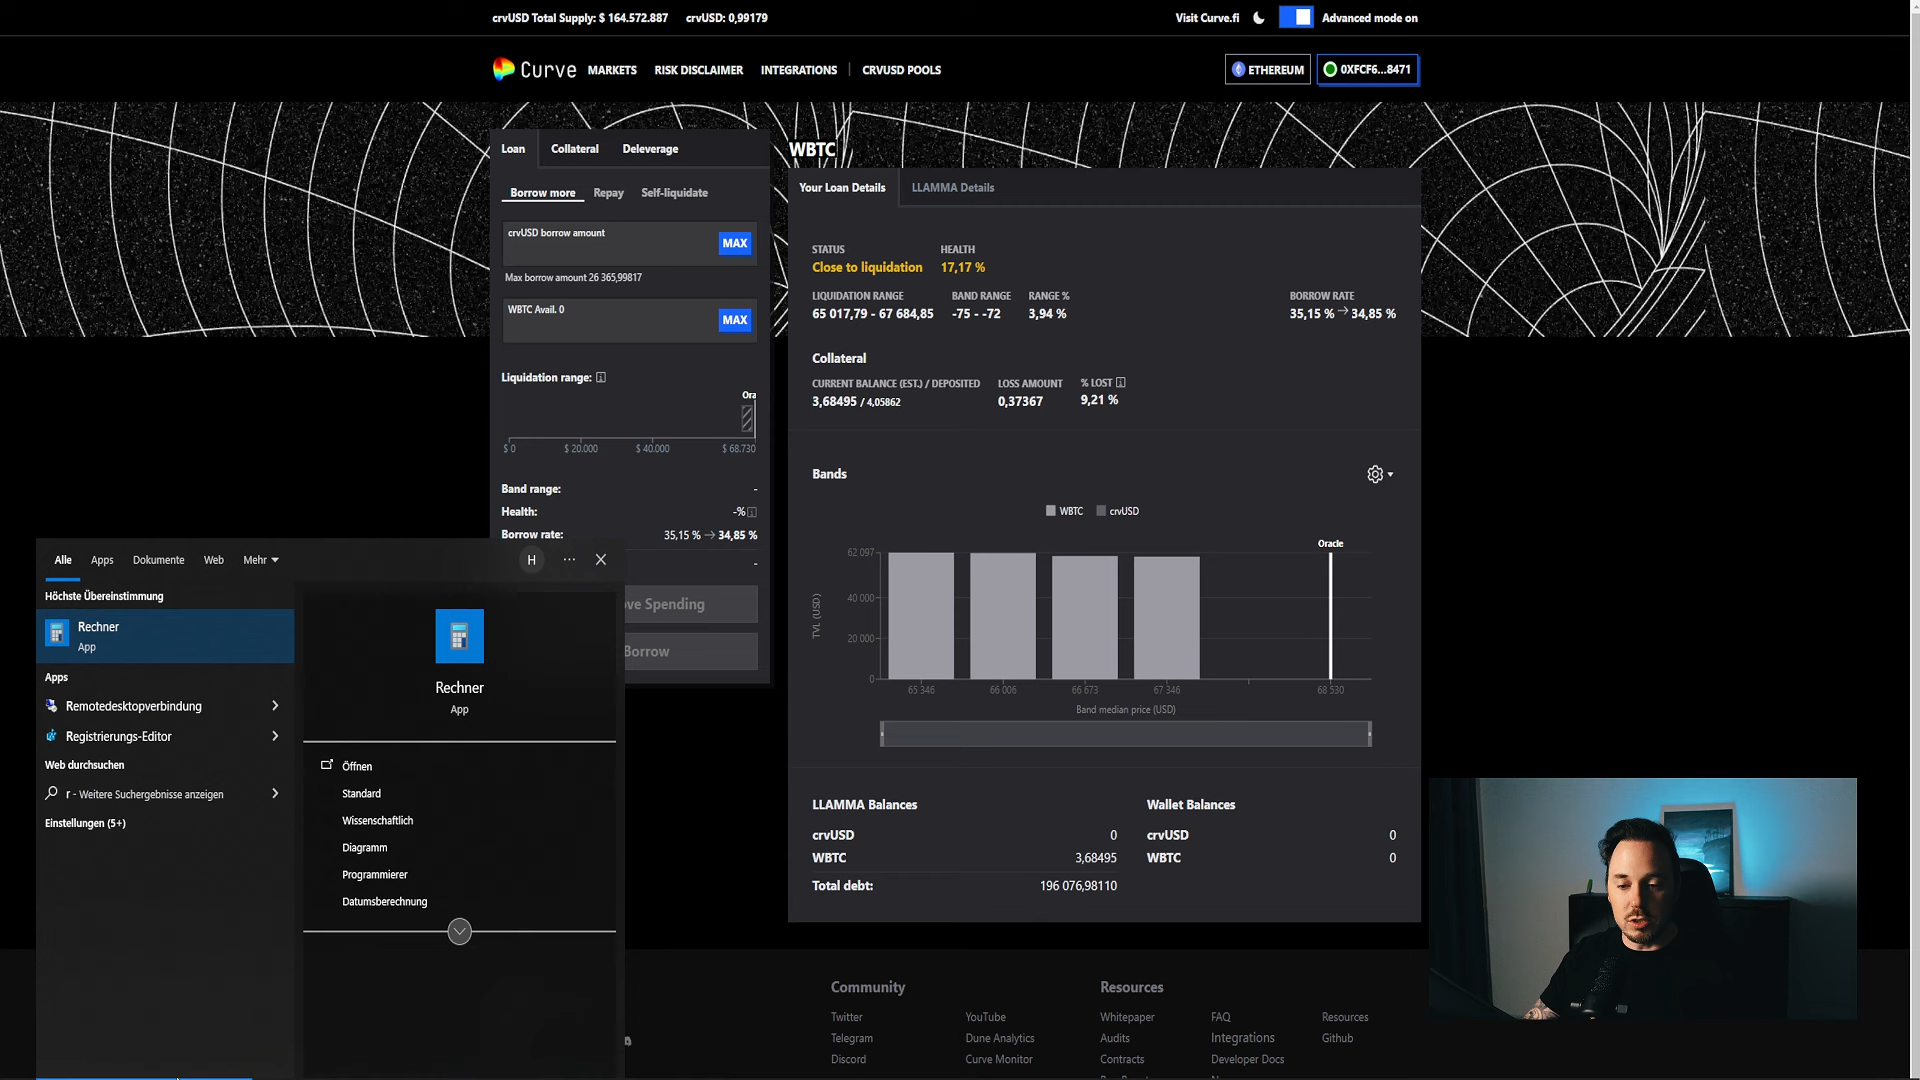 crvUSD Total Supply: $ 164.572.887 crvUSD: 0,99179
Visit Curve.fi Advanced mode on
Curve MARKETS RISK DISCLAIMER INTEGRATIONS CRVUSD POOLS
ETHEREUM 0XFCF6...8471
Loan Collateral Deleverage
Borrow more Repay Self-liquidate
crvUSD borrow amount
MAX
Max borrow amount 26 365,99817
WBTC Avail. 0
MAX
Liquidation range:
Ora
$ 0 $ 20.000 $ 40.000 $ 68.730
Band range: -
Health: -%
Borrow rate: 35,15 % → 34,85 %
-
ve Spending
Borrow
WBTC
Your Loan Details LLAMMA Details
STATUS HEALTH
Close to liquidation 17,17 %
LIQUIDATION RANGE BAND RANGE RANGE % BORROW RATE
65 017,79 - 67 684,85 -75 - -72 3,94 % 35,15 % → 34,85 %
Collateral
CURRENT BALANCE (EST.) / DEPOSITED LOSS AMOUNT % LOST
3,68495 / 4,05862 0,37367 9,21 %
Bands
WBTC crvUSD
Oracle
62 097
40 000
20 000
0
TVL (USD)
65 346 66 006 66 673 67 346 68 530
Band median price (USD)
LLAMMA Balances Wallet Balances
crvUSD 0 crvUSD 0
WBTC 3,68495 WBTC 0
Total debt: 196 076,98110
Alle Apps Dokumente Web Mehr
H ... 
Höchste Übereinstimmung
Rechner
App
Apps
Remotedesktopverbindung
Registrierungs-Editor
Web durchsuchen
r - Weitere Suchergebnisse anzeigen
Einstellungen (5+)
Rechner
App
Öffnen
Standard
Wissenschaftlich
Diagramm
Programmierer
Datumsberechnung
Community Resources
Twitter YouTube Whitepaper FAQ Resources
Telegram Dune Analytics Audits Integrations Github
Discord Curve Monitor Contracts Developer Docs